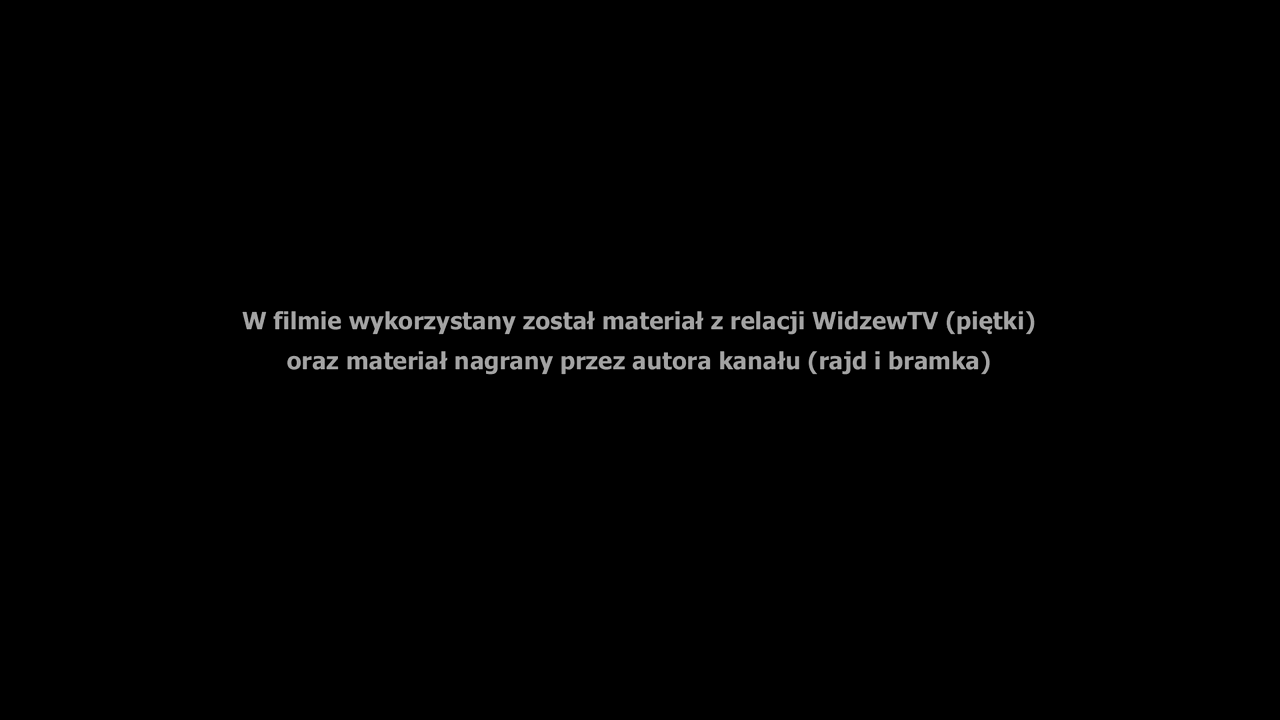 W filmie wykorzystany został materiał z relacji WidzewTV (piętki)
oraz materiał nagrany przez autora kanału (rajd i bramka)